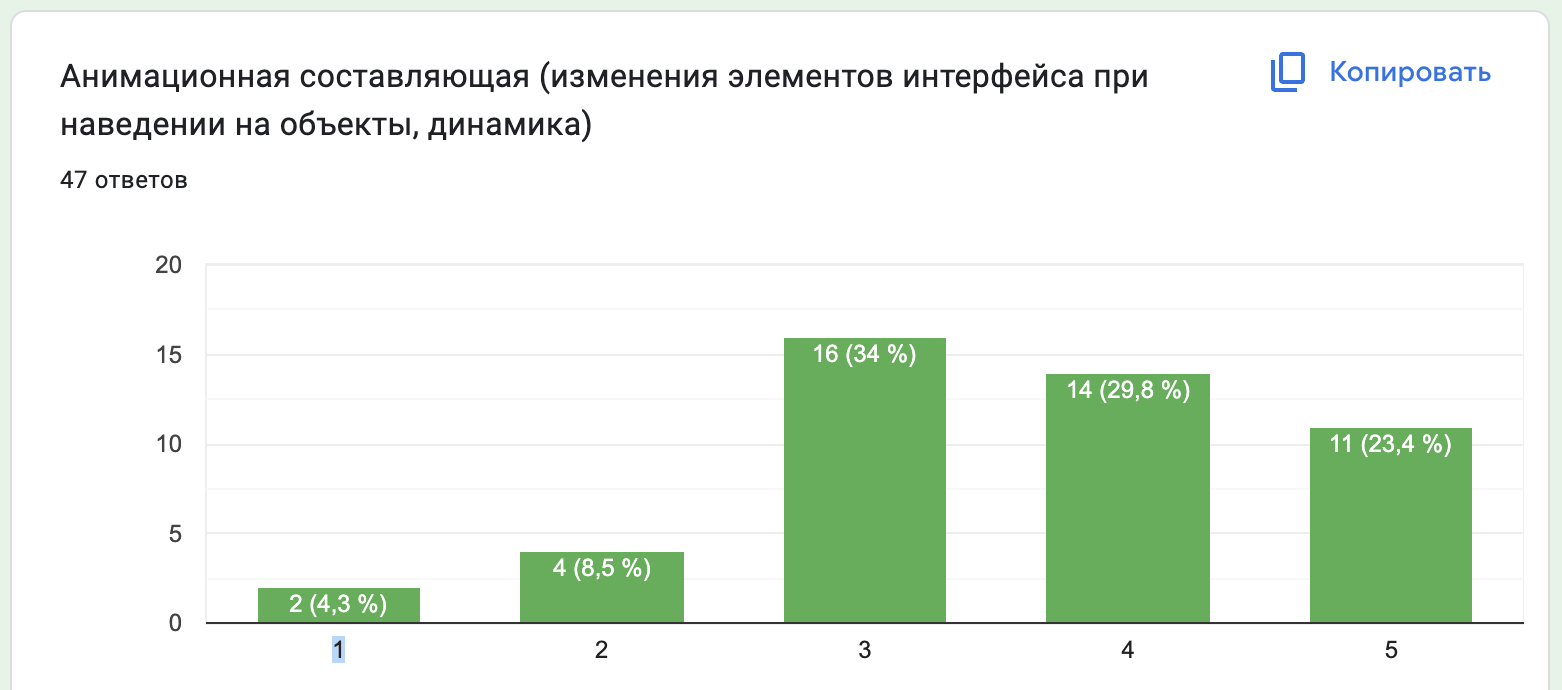 Анимационная составляющая (изменения элементов интерфейса при
наведении на объекты, динамика)
Копировать
47 ответов
20
15
10
5
0
2 (4,3 %)
4 (8,5 %)
16 (34 %)
14 (29,8 %)
11 (23,4 %)
1
2
3
4
5